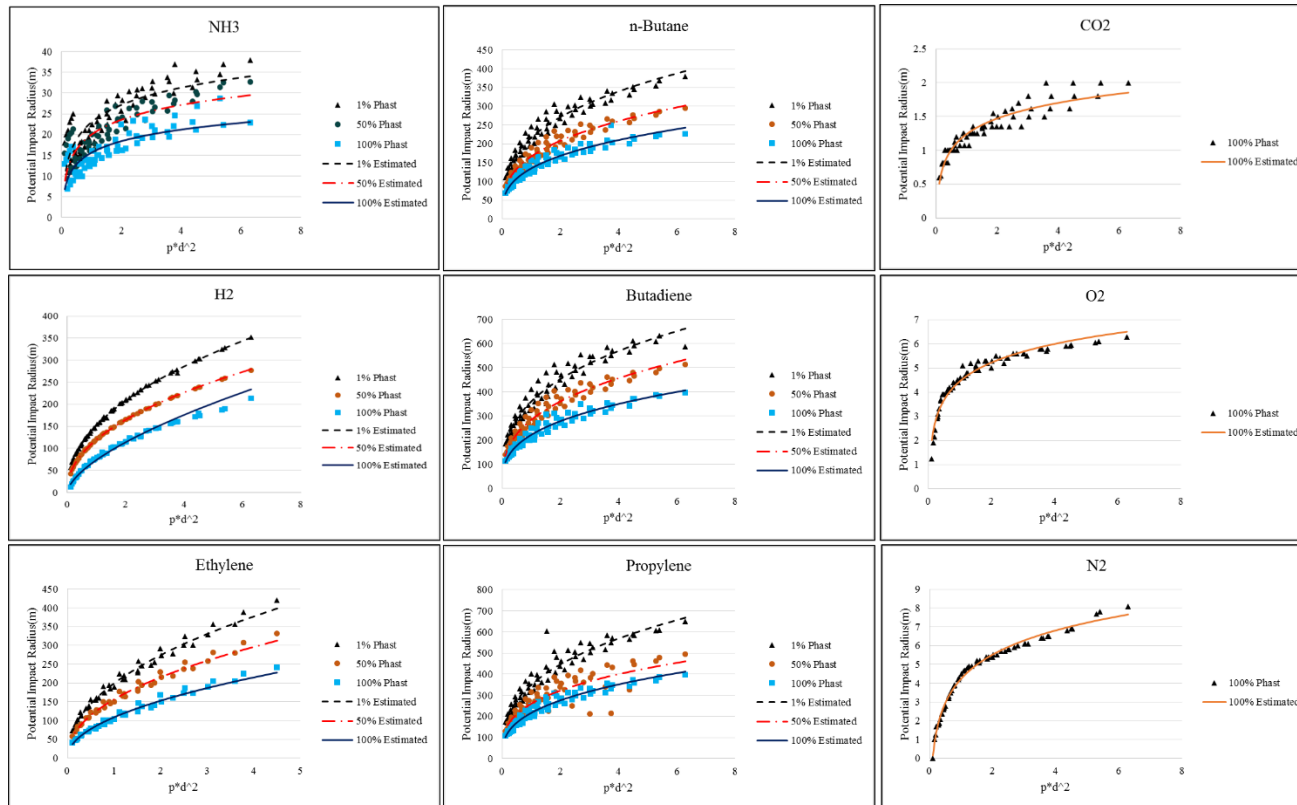 NH3
Potential Impact Radius(m)
40
35
30
25
20
15
10
5
0
0 2 4 6 8
p*d^2
1% Phast
50% Phast
100% Phast
1% Estimated
50% Estimated
100% Estimated
n-Butane
Potential Impact Radius(m)
450
400
350
300
250
200
150
100
50
0
0 2 4 6 8
p*d^2
1% Phast
50% Phast
100% Phast
1% Estimated
50% Estimated
100% Estimated
CO2
Potential Impact Radius(m)
2.5
2
1.5
1
0.5
0
0 2 4 6 8
p*d^2
100% Phast
100% Estimated
H2
Potential Impact Radius(m)
400
350
300
250
200
150
100
50
0
0 2 4 6 8
p*d^2
1% Phast
50% Phast
100% Phast
1% Estimated
50% Estimated
100% Estimated
Butadiene
Potential Impact Radius(m)
700
600
500
400
300
200
100
0
0 2 4 6 8
p*d^2
1% Phast
50% Phast
100% Phast
1% Estimated
50% Estimated
100% Estimated
O2
Potential Impact Radius(m)
8
7
6
5
4
3
2
1
0
0 2 4 6 8
p*d^2
100% Phast
100% Estimated
Ethylene
Potential Impact Radius(m)
450
400
350
300
250
200
150
100
50
0
0 1 2 3 4 5
p*d^2
1% Phast
50% Phast
100% Phast
1% Estimated
50% Estimated
100% Estimated
Propylene
Potential Impact Radius(m)
800
700
600
500
400
300
200
100
0
0 2 4 6 8
p*d^2
1% Phast
50% Phast
100% Phast
1% Estimated
50% Estimated
100% Estimated
N2
Potential Impact Radius(m)
9
8
7
6
5
4
3
2
1
0
0 2 4 6 8
p*d^2
100% Phast
100% Estimated